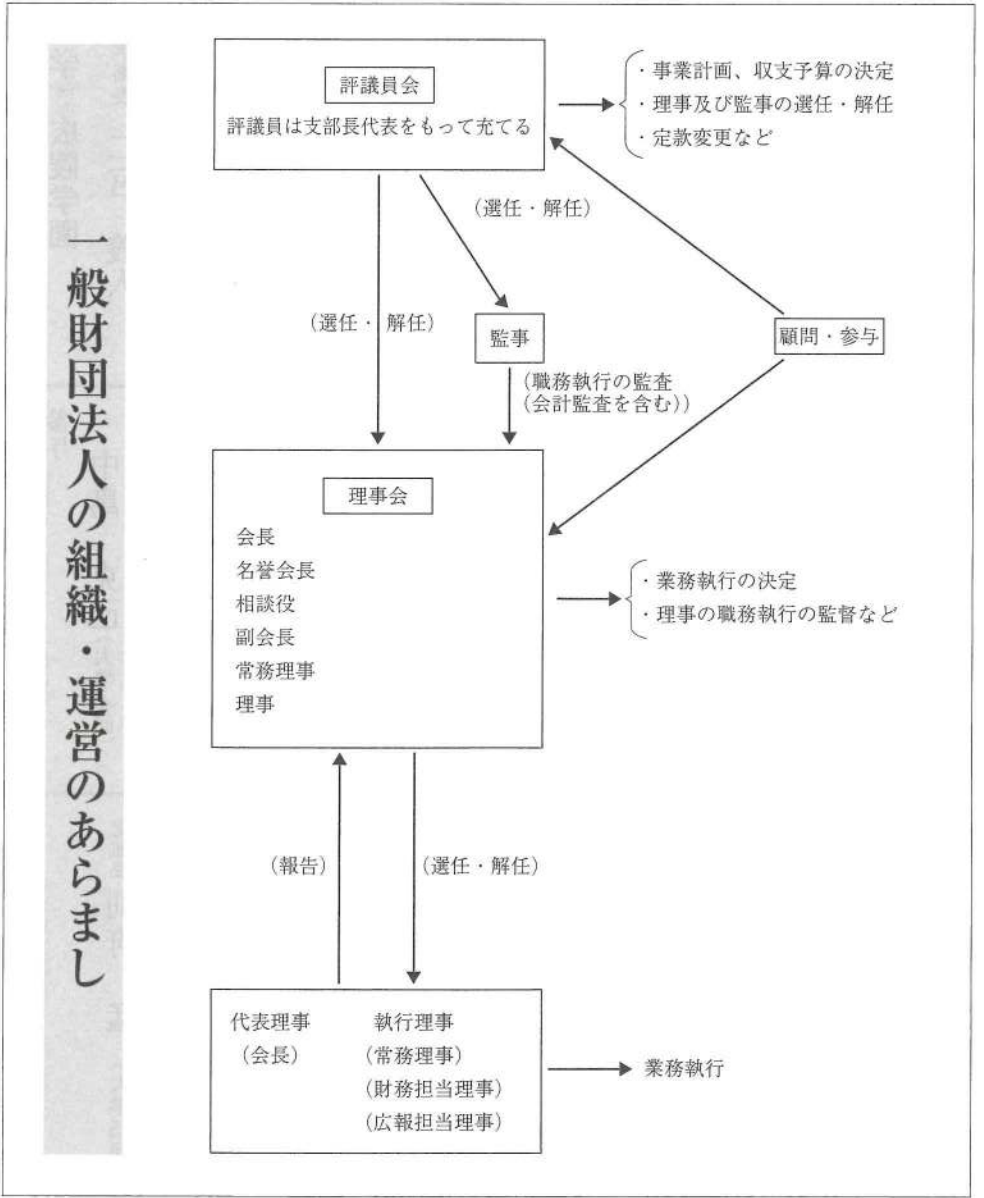 一般財団法人の組織・運営のあらまし
評議員会
評議員は支部長代表をもって充てる
・事業計画、収支予算の決定
・理事及び監事の選任・解任
・定款変更など
(選任・解任)
(選任・ 解任)
監事
顧問・参与
(職務執行の監査
(会計監査を含む))
理事会
会長
名誉会長
相談役
副会長
常務理事
理事
・業務執行の決定
・理事の職務執行の監督など
(報告)
(選任・解任)
代表理事
(会長)
執行理事
(常務理事)
(財務担当理事)
(広報担当理事)
業務執行